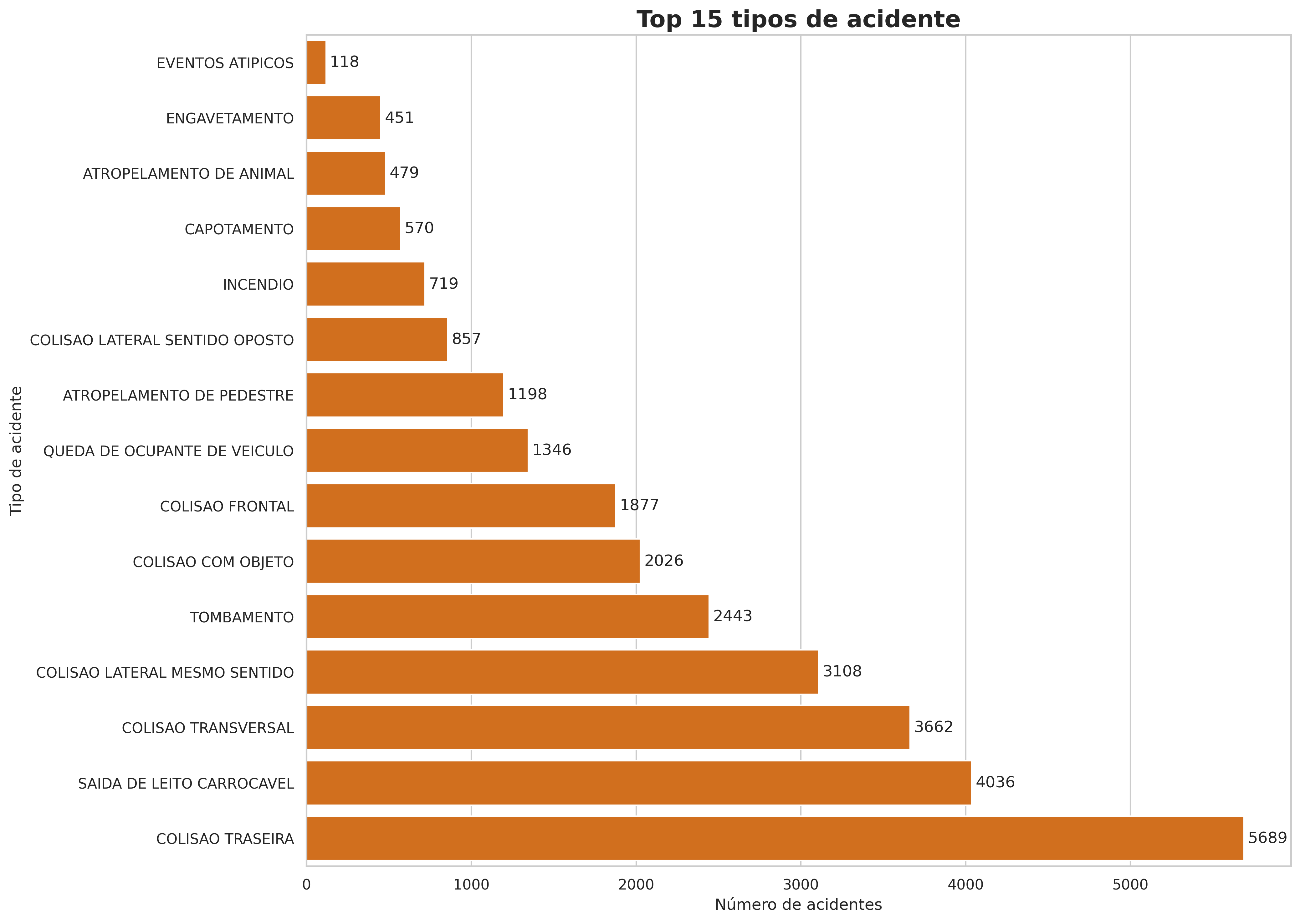 Top 15 tipos de acidente
EVENTOS ATIPICOS 118
ENGAVETAMENTO 451
ATROPELAMENTO DE ANIMAL 479
CAPOTAMENTO 570
INCENDIO 719
COLISAO LATERAL SENTIDO OPOSTO 857
ATROPELAMENTO DE PEDESTRE 1198
QUEDA DE OCUPANTE DE VEICULO 1346
COLISAO FRONTAL 1877
COLISAO COM OBJETO 2026
TOMBAMENTO 2443
COLISAO LATERAL MESMO SENTIDO 3108
COLISAO TRANSVERSAL 3662
SAIDA DE LEITO CARROCAVEL 4036
COLISAO TRASEIRA 5689
Tipo de acidente
0 1000 2000 3000 4000 5000
Número de acidentes